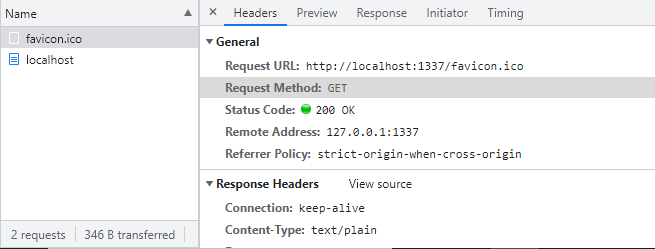 Name
favicon.ico
localhost
2 requests 346 B transferred
Headers Preview Response Initiator Timing
General
Request URL: http://localhost:1337/favicon.ico
Request Method: GET
Status Code: 200 OK
Remote Address: 127.0.0.1:1337
Referrer Policy: strict-origin-when-cross-origin
Response Headers View source
Connection: keep-alive
Content-Type: text/plain